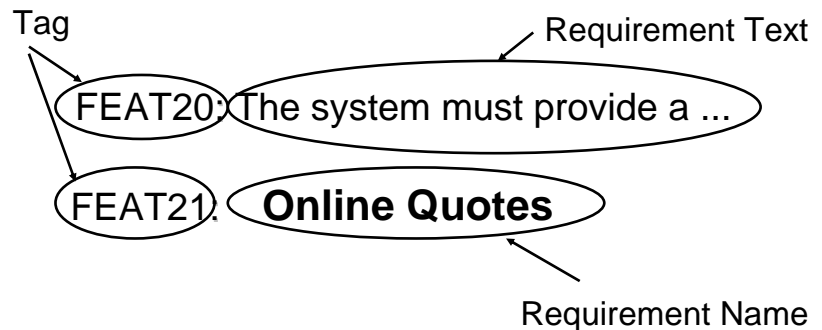 Tag
Requirement Text
FEAT20: The system must provide a ...
FEAT21: Online Quotes
Requirement Name